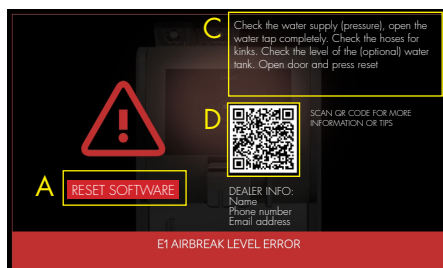 C
Check the water supply (pressure), open the
water tap completely. Check the hoses for
kinks. Check the level of the (optional) water
tank. Open door and press reset
D
SCAN QR CODE FOR MORE
INFORMATION OR TIPS
A
RESET SOFTWARE
DEALER INFO:
Name
Phone number
Email address
E1 AIRBREAK LEVEL ERROR